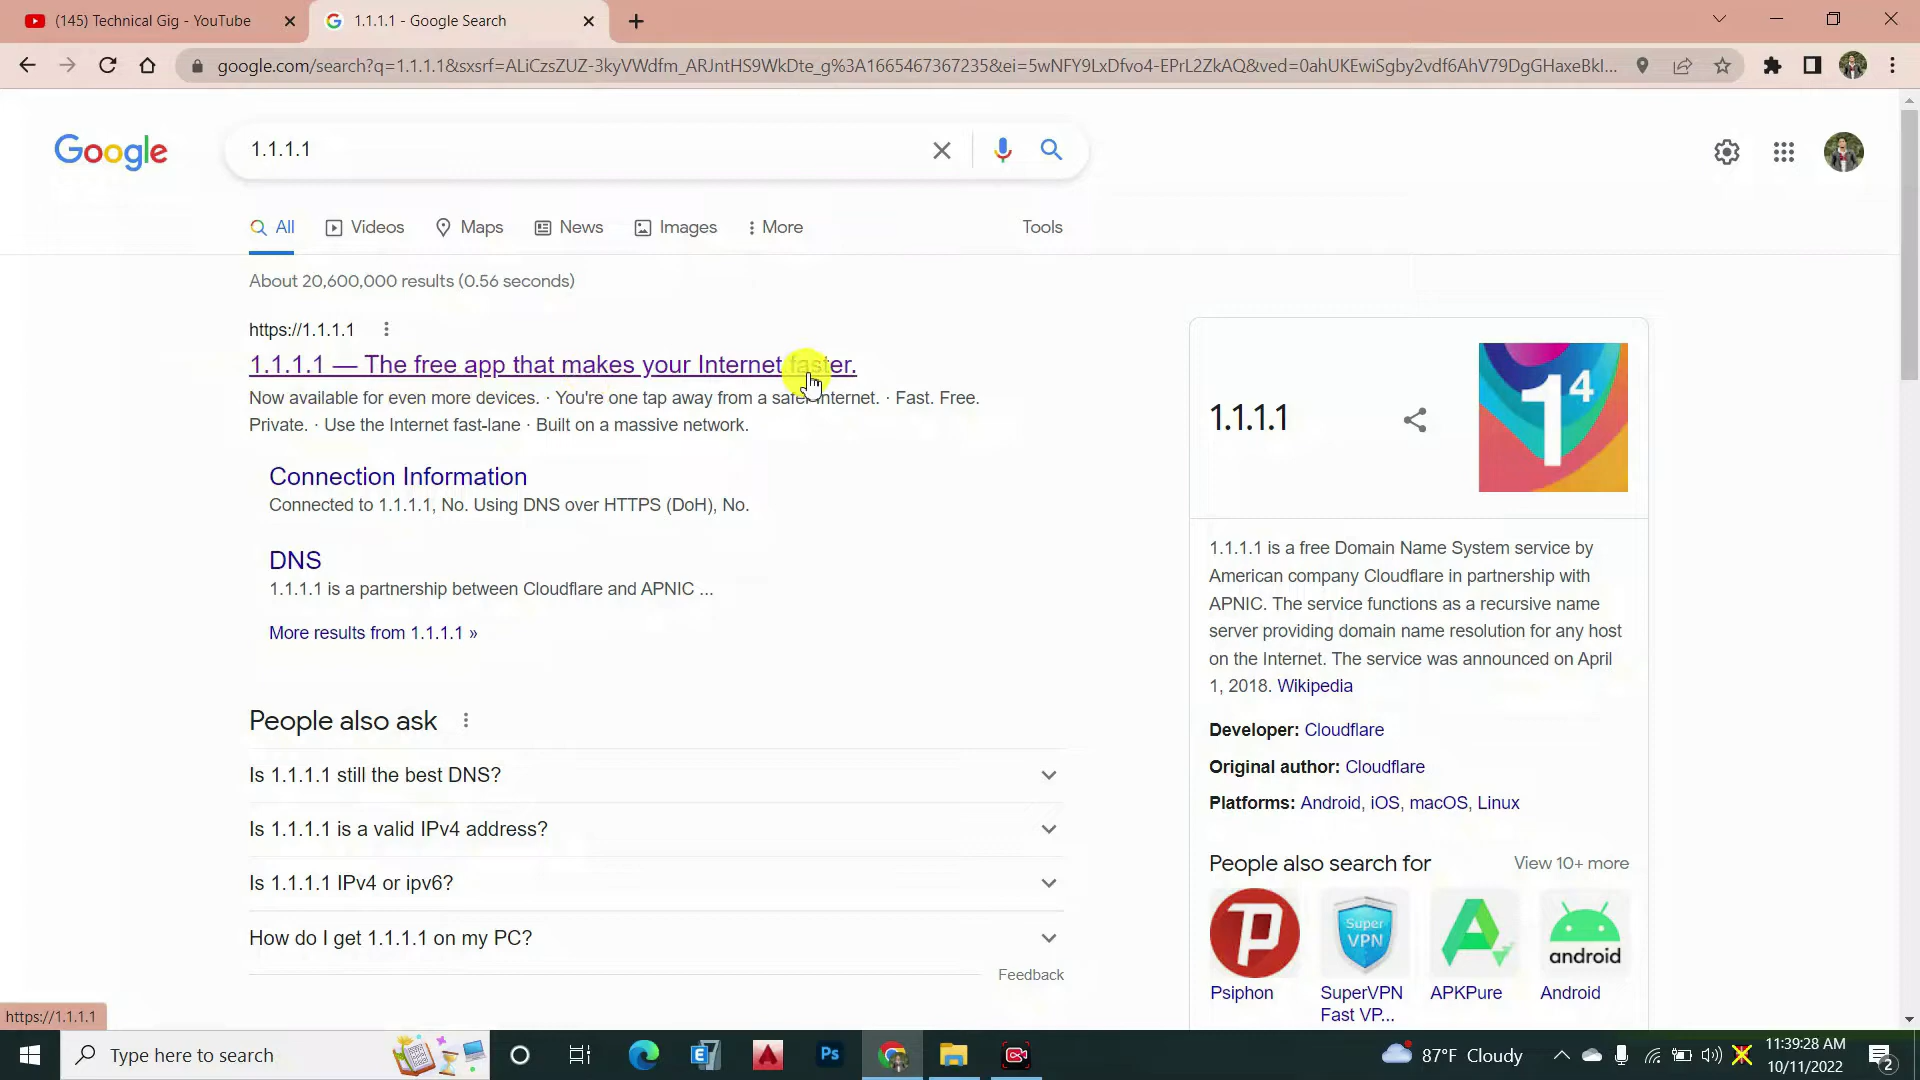 (145) Technical Gig - YouTube
1.1.1.1 - Google Search
google.com/search?q=1.1.1.1&sxsrf=ALiCzsZUZ-3kyVWdfm_ARJntHS9WkDte_g%3A1665467367235&ei=5wNFY9LxDfvo4-EPrL2ZkAQ&ved=0ahUKEwiSgby2vdf6AhV79DgGHaxeBkI...
Google
1.1.1.1
All
Videos
Maps
News
Images
More
Tools
About 20,600,000 results (0.56 seconds)
https://1.1.1.1
1.1.1.1 — The free app that makes your Internet faster.
Now available for even more devices. · You're one tap away from a safer Internet. · Fast. Free.
Private. · Use the Internet fast-lane · Built on a massive network.
Connection Information
Connected to 1.1.1.1, No. Using DNS over HTTPS (DoH), No.
DNS
1.1.1.1 is a partnership between Cloudflare and APNIC ...
More results from 1.1.1.1 »
People also ask
Is 1.1.1.1 still the best DNS?
Is 1.1.1.1 is a valid IPv4 address?
Is 1.1.1.1 IPv4 or ipv6?
How do I get 1.1.1.1 on my PC?
Feedback
1.1.1.1
1⁴
1.1.1.1 is a free Domain Name System service by
American company Cloudflare in partnership with
APNIC. The service functions as a recursive name
server providing domain name resolution for any host
on the Internet. The service was announced on April
1, 2018. Wikipedia
Developer: Cloudflare
Original author: Cloudflare
Platforms: Android, iOS, macOS, Linux
People also search for
View 10+ more
P
Super
VPN
android
Psiphon
SuperVPN
Fast VP...
APKPure
Android
https://1.1.1.1
Type here to search
Ps
87°F Cloudy
11:39:28 AM
10/11/2022
2